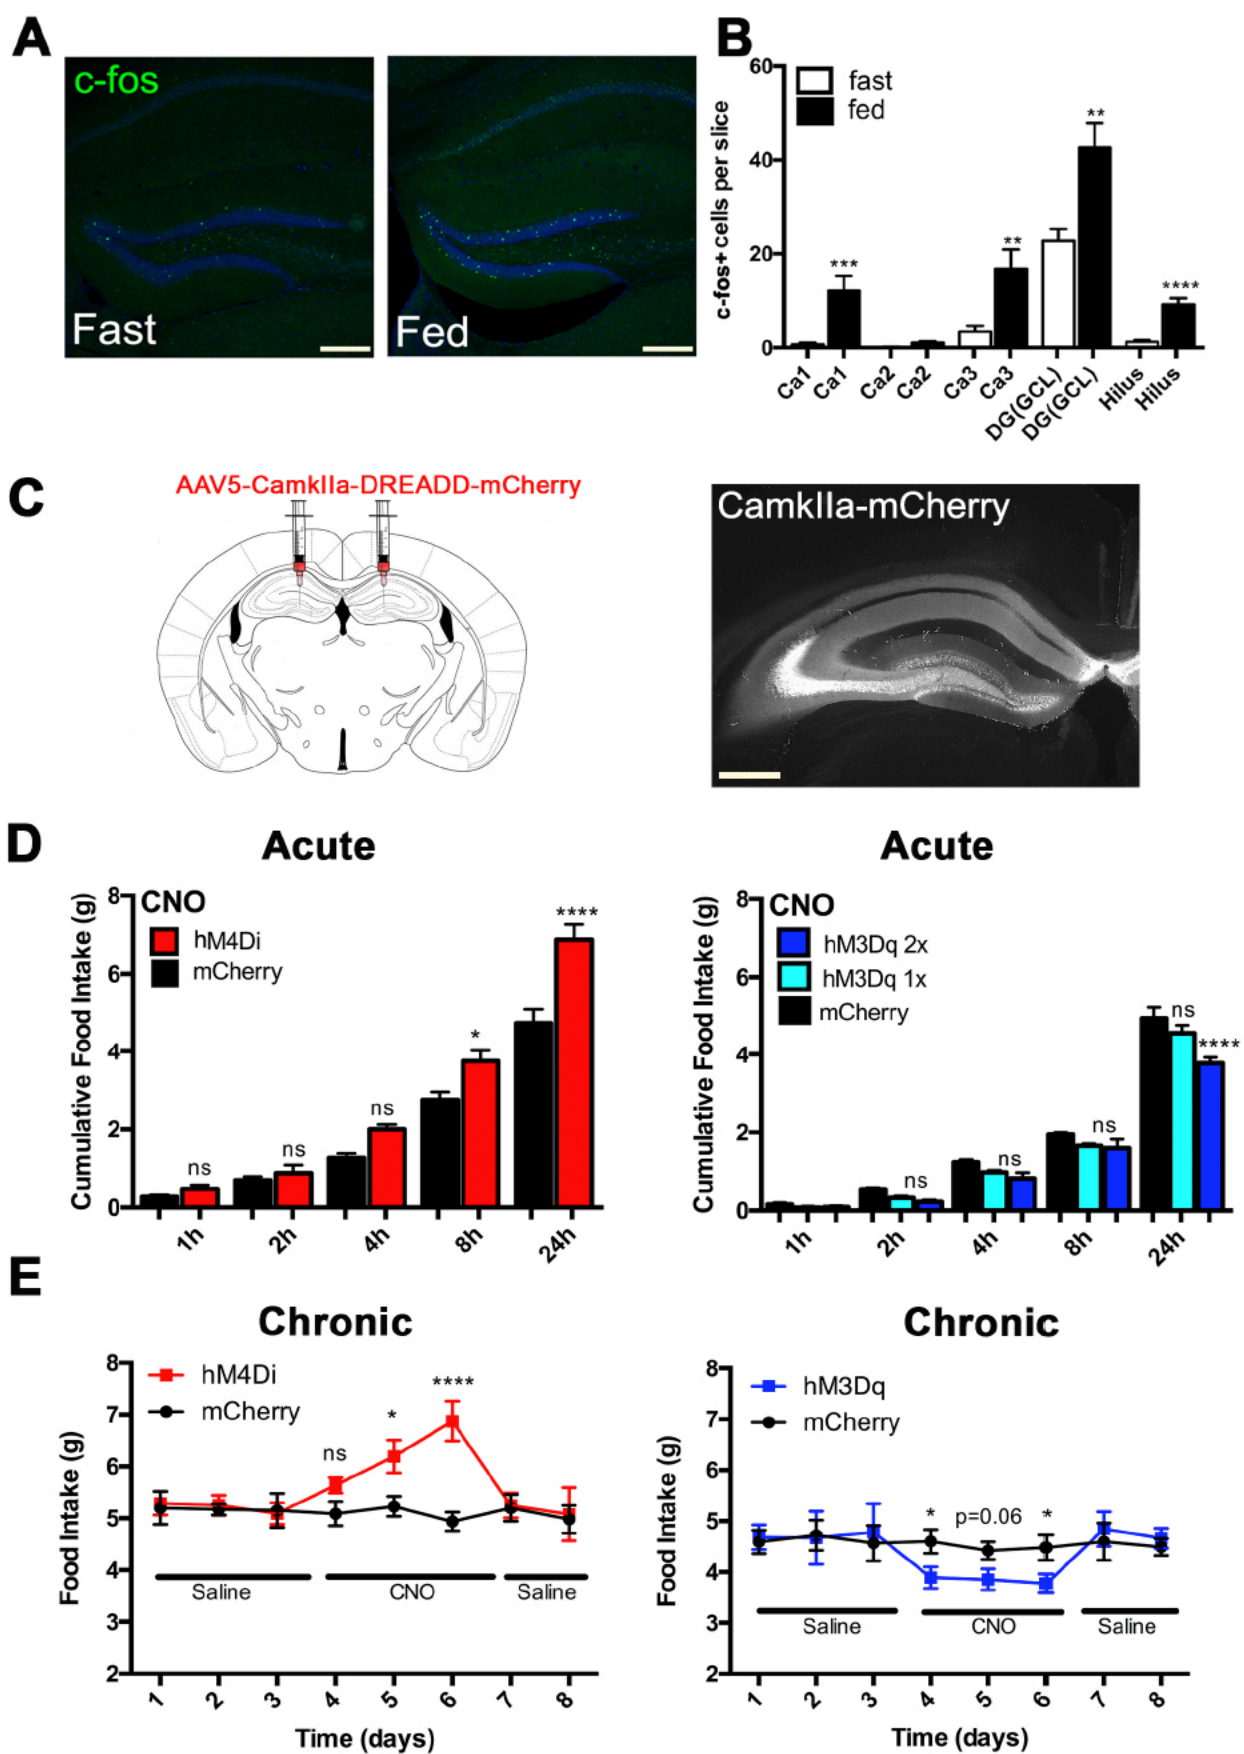 A
c-fos
Fast
Fed
B
60
40
20
0
c-fos+ cells per slice
fast
fed
***
**
**
****
Ca1
Ca1
Ca2
Ca2
Ca3
Ca3
DG(GCL)
DG(GCL)
Hilus
Hilus
C
AAV5-CamkIIa-DREADD-mCherry
CamkIIa-mCherry
D
Acute
Cumulative Food Intake (g)
8
6
4
2
0
CNO
hM4Di
mCherry
ns
ns
ns
*
****
1h
2h
4h
8h
24h
Acute
Cumulative Food Intake (g)
8
6
4
2
0
CNO
hM3Dq 2x
hM3Dq 1x
mCherry
ns
ns
ns
ns
****
1h
2h
4h
8h
24h
E
Chronic
Food Intake (g)
8
7
6
5
4
3
2
hM4Di
mCherry
ns
*
****
Saline
CNO
Saline
1
2
3
4
5
6
7
8
Time (days)
Chronic
Food Intake (g)
8
7
6
5
4
3
2
hM3Dq
mCherry
*
p=0.06
*
Saline
CNO
Saline
1
2
3
4
5
6
7
8
Time (days)